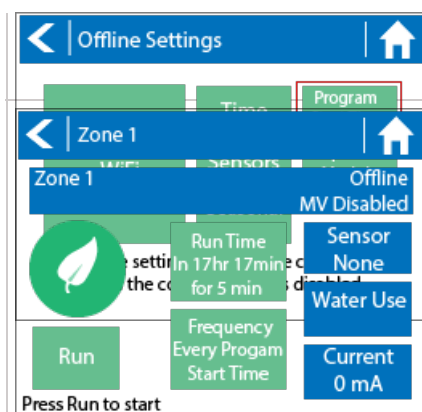 Offline Settings
Program
Time
Zone 1
WiFi
Sensors
Zone 1
Offline
MV Disabled
Run Time
In 17hr 17min
for 5 min
Sensor
None
Water Use
Frequency
Every Progam
Start Time
Run
Current
0 mA
Press Run to start